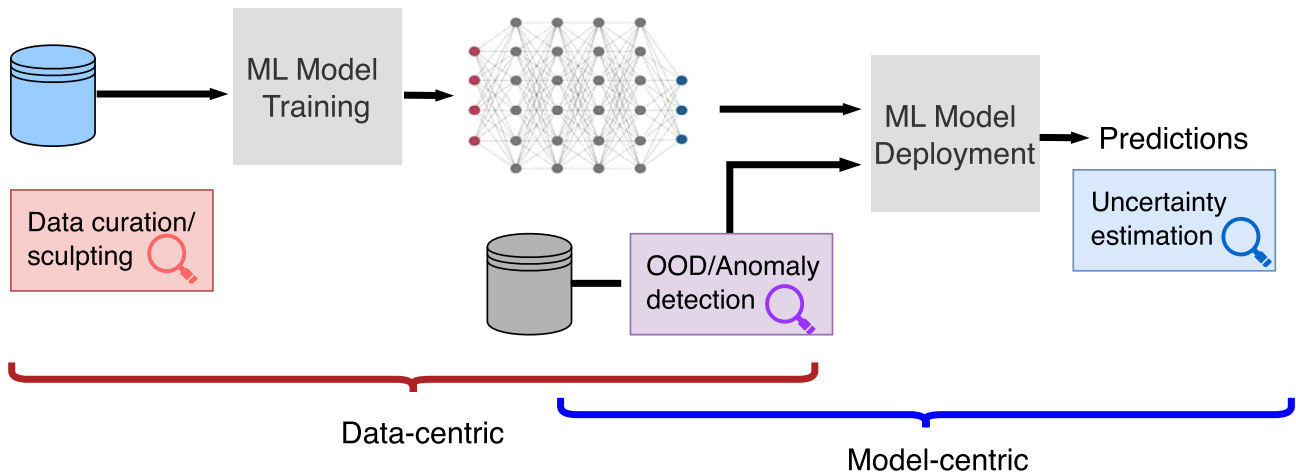 ML Model
Training
ML Model
Deployment
Predictions
Data curation/
sculpting
Uncertainty
estimation
OOD/Anomaly
detection
Data-centric
Model-centric